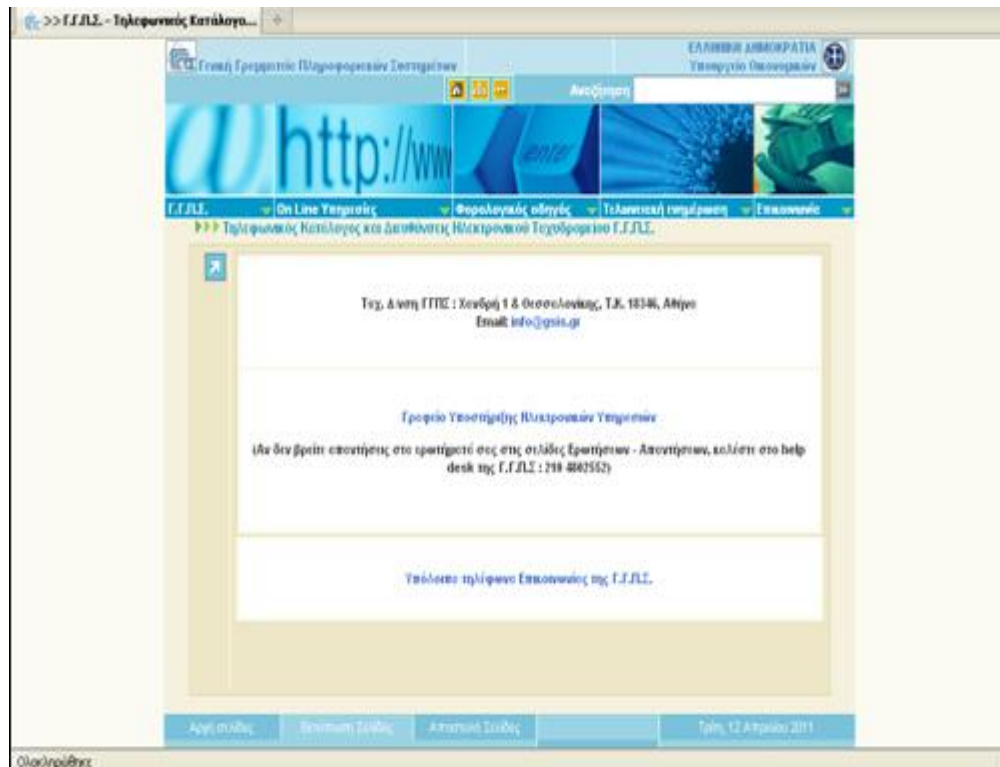 >> Γ.Γ.Π.Σ. - Τηλεφωνικός Κατάλογο...
Γενική Γραμματεία Πληροφοριακών Συστημάτων
ΕΛΛΗΝΙΚΗ ΔΗΜΟΚΡΑΤΙΑ
Υπουργείο Οικονομικών
Αναζήτηση
@ http://www
enter
Γ.Γ.Π.Σ. On Line Υπηρεσίες Φορολογικός οδηγός Τελωνειακή ενημέρωση Επικοινωνία
Τηλεφωνικός Κατάλογος και Διευθύνσεις Ηλεκτρονικού Ταχυδρομείου Γ.Γ.Π.Σ.
Ταχ. Δ/νση ΓΓΠΣ : Χανδρή 1 & Θεσσαλονίκης, Τ.Κ. 18346, Αθήνα
Email: info@gsis.gr
Γραφείο Υποστήριξης Ηλεκτρονικών Υπηρεσιών
(Αν δεν βρείτε απαντήσεις στο ερωτήματά σας στις σελίδες Ερωτήσεων - Απαντήσεων, καλέστε στο help
desk της Γ.Γ.Π.Σ : 210 4802552)
Υπόλοιπα τηλέφωνα Επικοινωνίας της Γ.Γ.Π.Σ.
Αρχή σελίδας Εκτύπωση Σελίδας Αποστολή Σελίδας Τρίτη, 12 Απριλίου 2011
Ολοκληρώθηκε